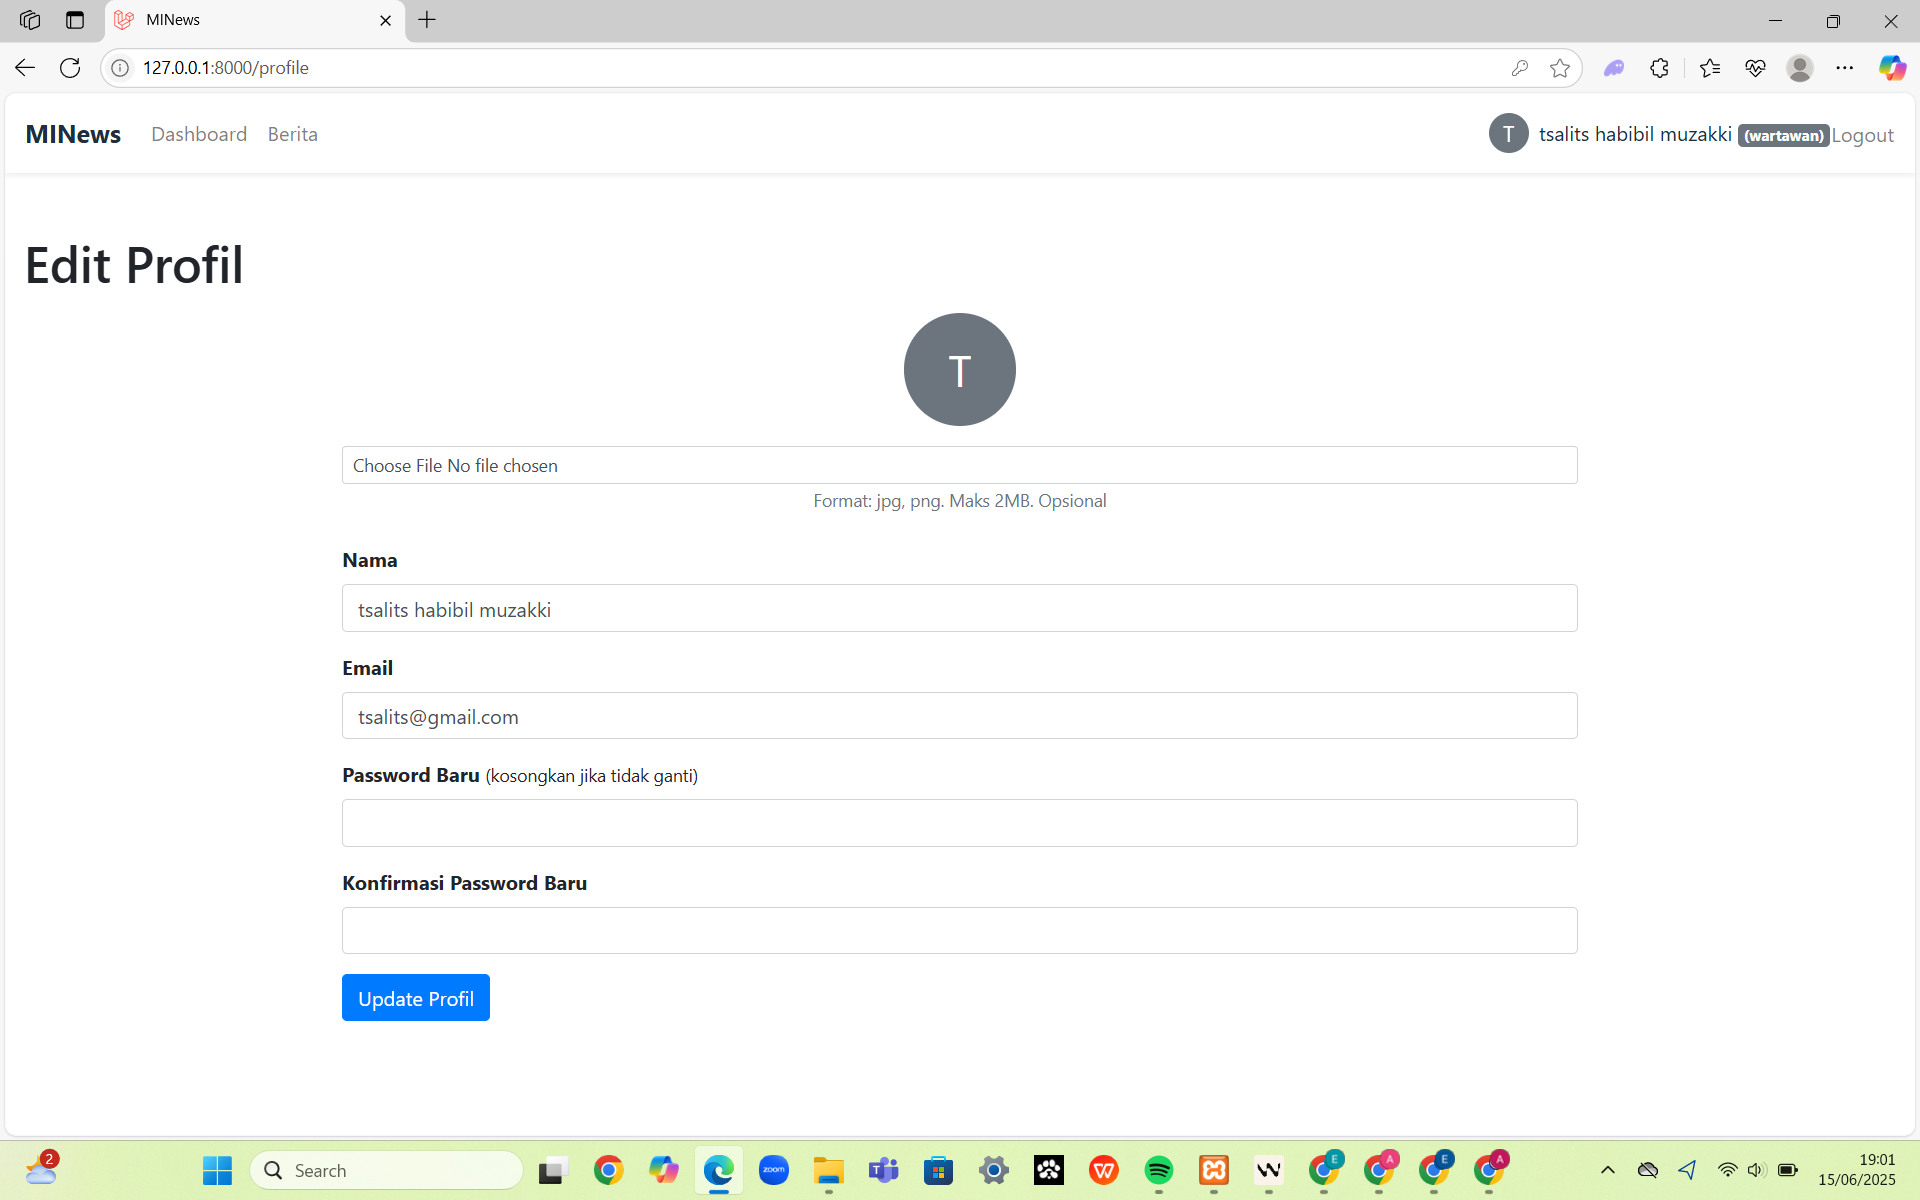 MINews
127.0.0.1:8000/profile
MINews Dashboard Berita T tsalits habibil muzakki (wartawan) Logout
Edit Profil
T
Choose File No file chosen
Format: jpg, png. Maks 2MB. Opsional
Nama
tsalits habibil muzakki
Email
tsalits@gmail.com
Password Baru (kosongkan jika tidak ganti)
Konfirmasi Password Baru
Update Profil
2
Search
zoom
T
W
E
A
E
A
19:01
15/06/2025